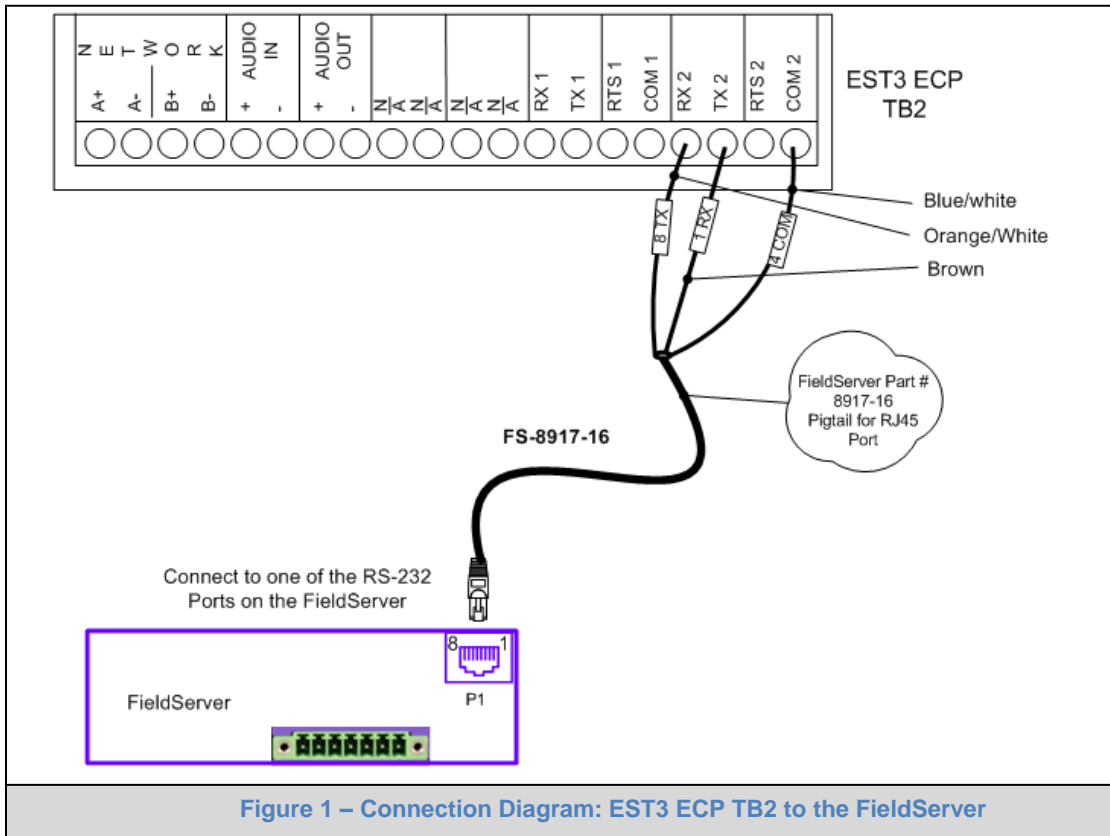 NETWORK
A+
A-
B+
B-
AUDIO
IN
+
-
AUDIO
OUT
+
-
N/A
N/A
N/A
N/A
RX 1
TX 1
RTS 1
COM 1
RX 2
TX 2
RTS 2
COM 2
EST3 ECP
TB2
8 TX
1 RX
4 COM
Blue/white
Orange/White
Brown
FieldServer Part #
8917-16
Pigtail for RJ45
Port
FS-8917-16
Connect to one of the RS-232
Ports on the FieldServer
8
1
P1
FieldServer
Figure 1 – Connection Diagram: EST3 ECP TB2 to the FieldServer